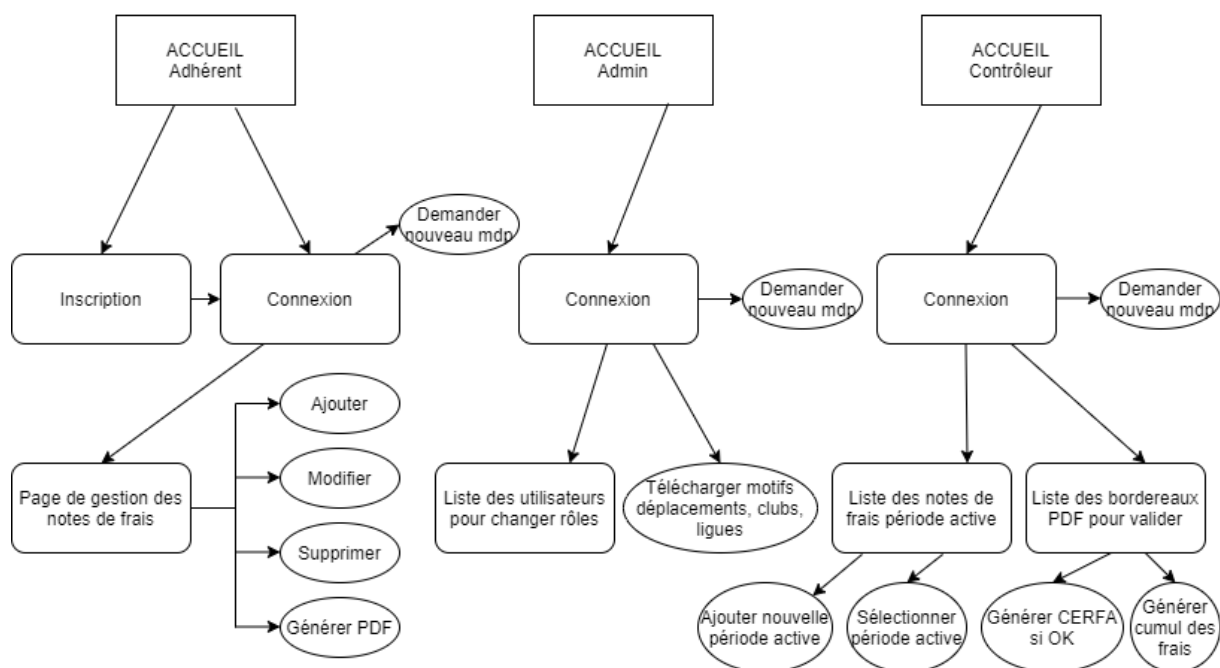 ACCUEIL
Adhérent
ACCUEIL
Admin
ACCUEIL
Contrôleur
Demander
nouveau mdp
Inscription
Connexion
Connexion
Demander
nouveau mdp
Connexion
Demander
nouveau mdp
Ajouter
Modifier
Supprimer
Générer PDF
Page de gestion des
notes de frais
Liste des utilisateurs
pour changer rôles
Télécharger motifs
déplacements, clubs,
ligues
Liste des notes de
frais période active
Liste des bordereaux
PDF pour valider
Ajouter nouvelle
période active
Sélectionner
période active
Générer CERFA
si OK
Générer
cumul des
frais